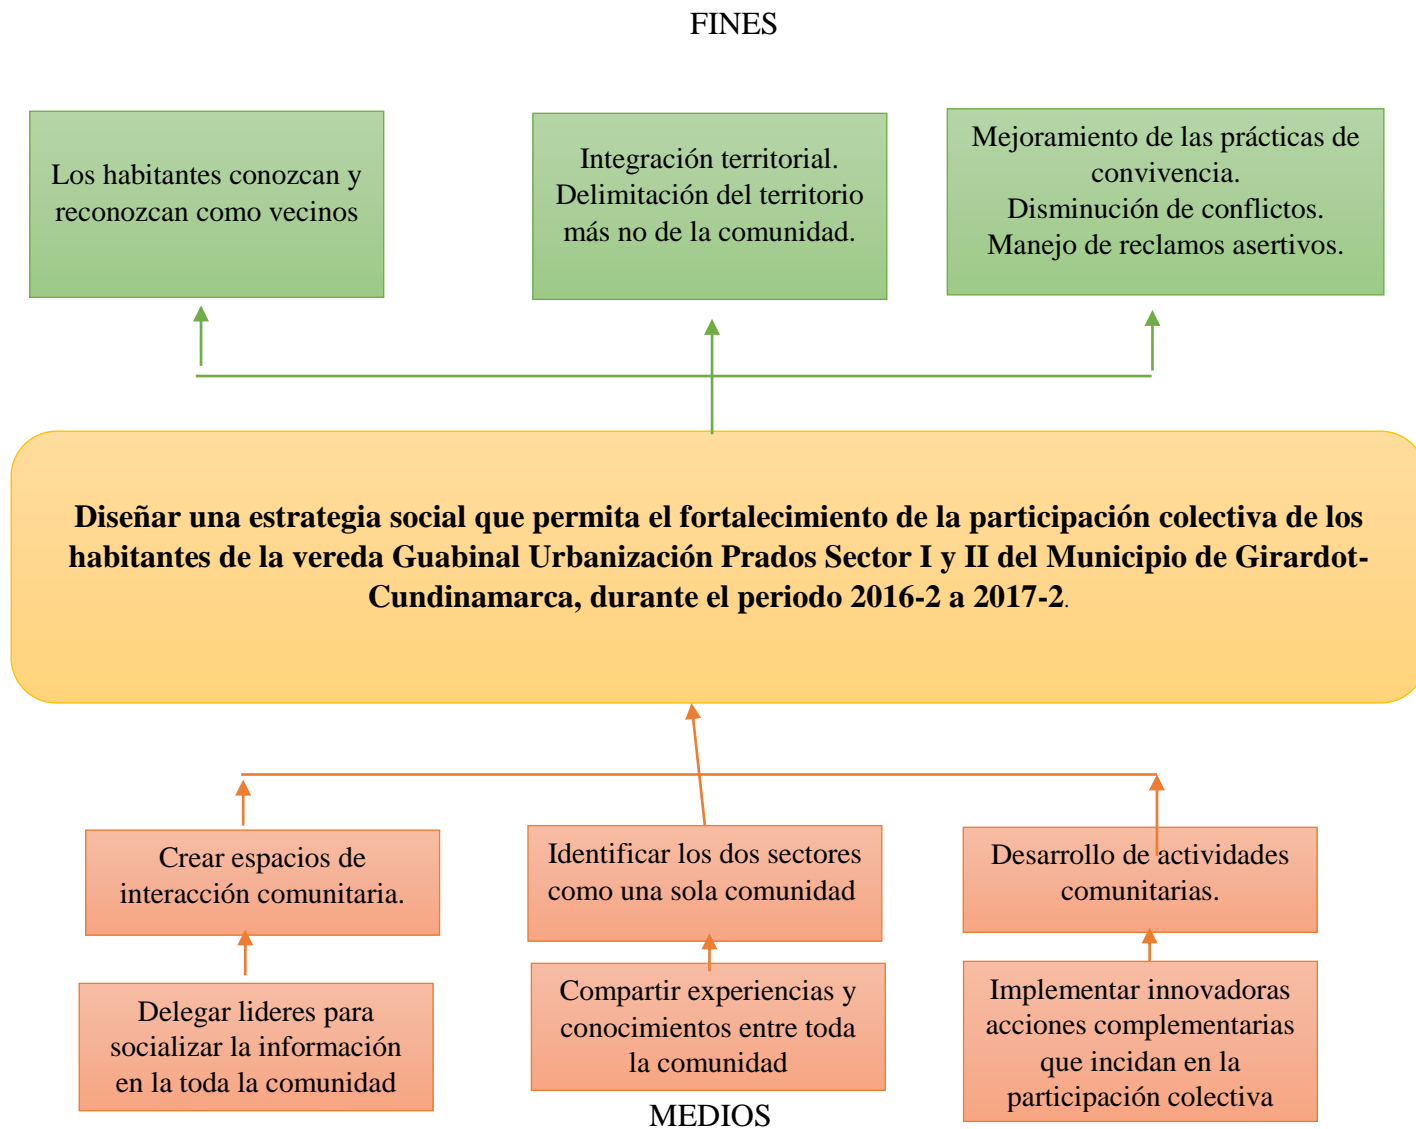 FINES
Los habitantes conozcan y
reconozcan como vecinos
Integración territorial.
Delimitación del territorio
más no de la comunidad.
Mejoramiento de las prácticas de
convivencia.
Disminución de conflictos.
Manejo de reclamos asertivos.
Diseñar una estrategia social que permita el fortalecimiento de la participación colectiva de los
habitantes de la vereda Guabinal Urbanización Prados Sector I y II del Municipio de Girardot-
Cundinamarca, durante el periodo 2016-2 a 2017-2.
Crear espacios de
interacción comunitaria.
Identificar los dos sectores
como una sola comunidad
Desarrollo de actividades
comunitarias.
Delegar lideres para
socializar la información
en la toda la comunidad
Compartir experiencias y
conocimientos entre toda
la comunidad
Implementar innovadoras
acciones complementarias
que incidan en la
participación colectiva
MEDIOS